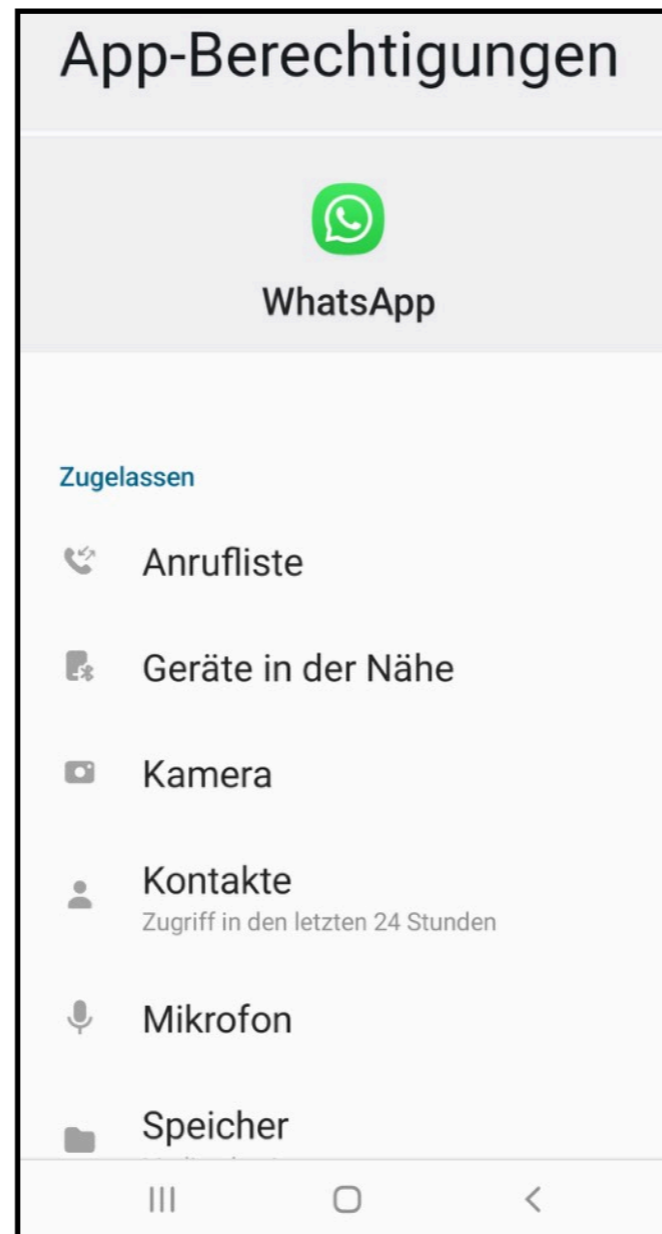 App-Berechtigungen
WhatsApp
Zugelassen
Anrufliste
Geräte in der Nähe
Kamera
Kontakte
Zugriff in den letzten 24 Stunden
Mikrofon
Speicher